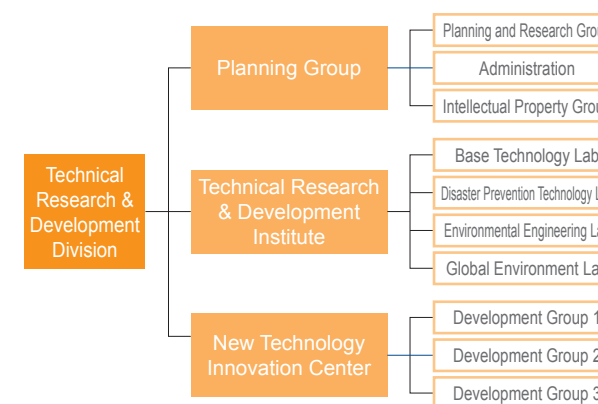 Planning and Research
Planning Group
Administration
Intellectual Property
Technical
Research &
Development
Division
Technical Research
& Development
Institute
Base Technology Lab
Disaster Prevention Technology
Environmental Engineering
Global Environment
New Technology
Innovation Center
Development Group 1
Development Group 2
Development Group 3